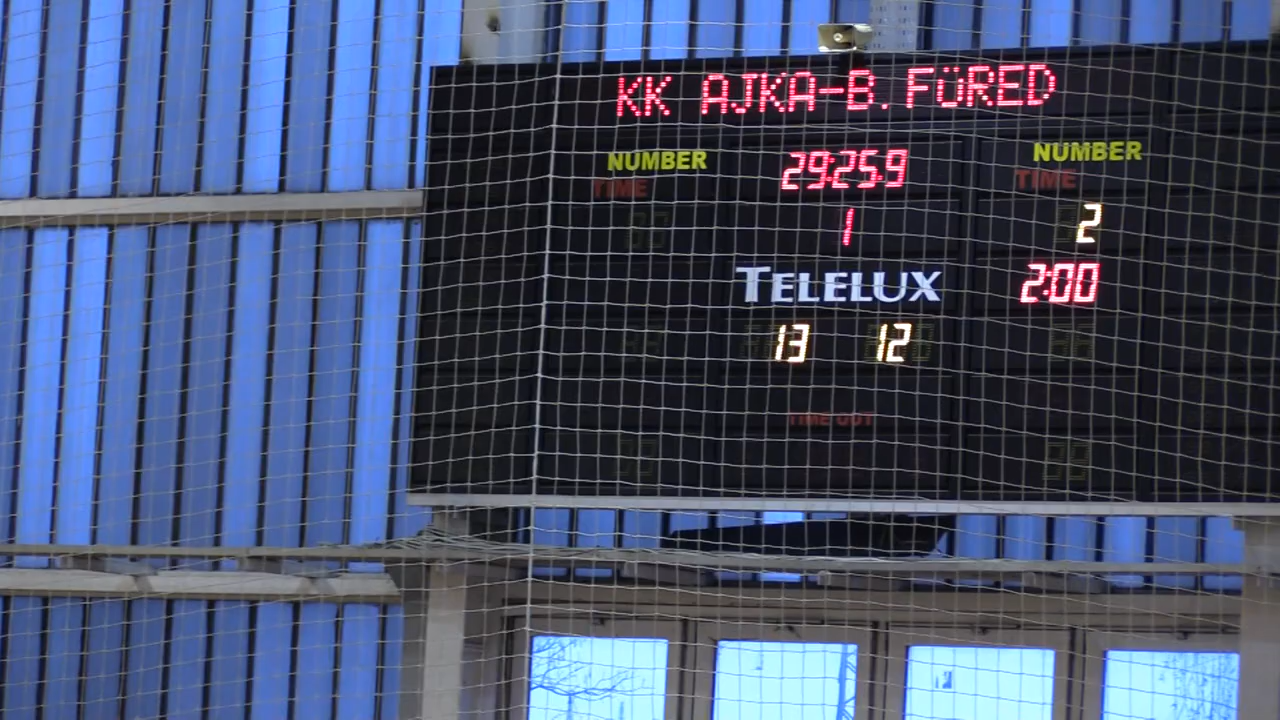 KK AJKA-B. FÜRED
NUMBER 29:25.9 NUMBER
TIME TIME
1 2
TELELUX 2:00
13 12
TIME OUT